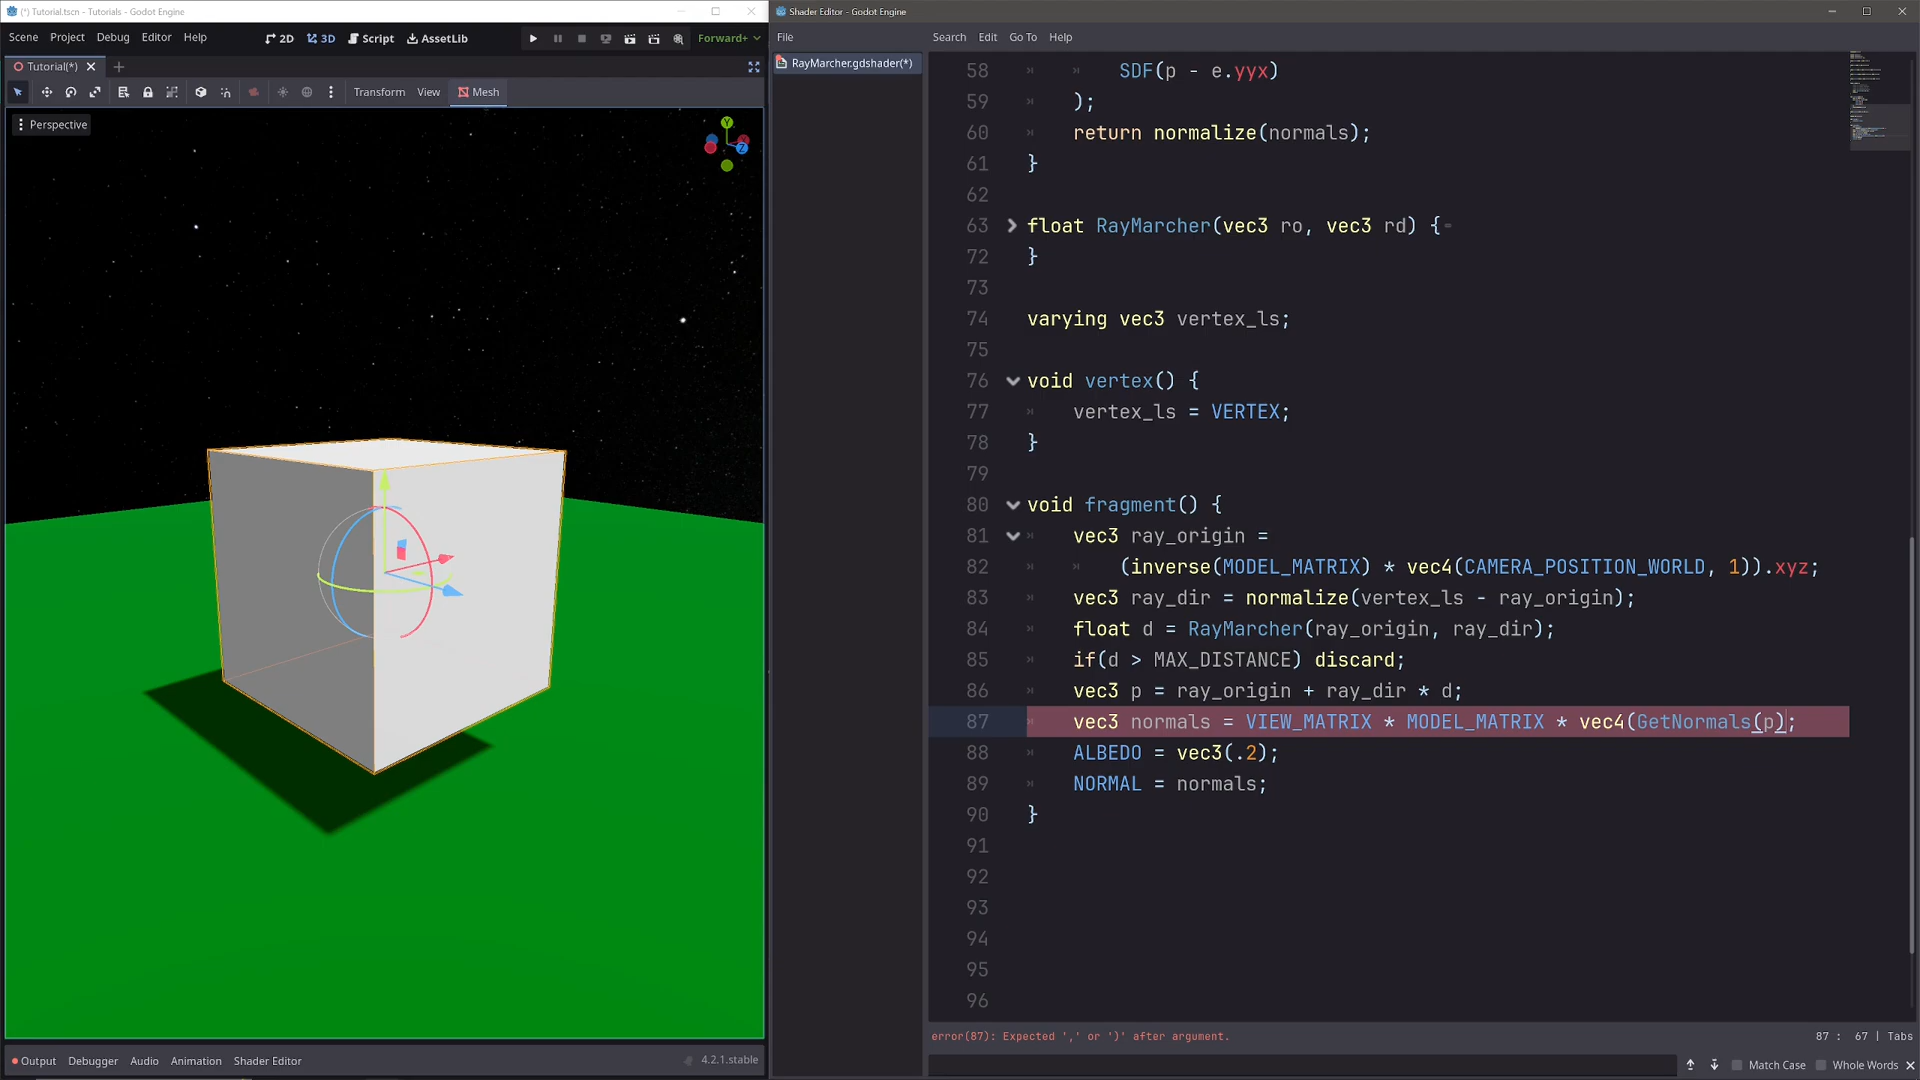 (*) Tutorial.tscn - Tutorials - Godot Engine
Scene Project Debug Editor Help
2D 3D Script AssetLib
Forward+
Tutorial(*)
Transform View Mesh
Perspective
Y
X
Z
Output Debugger Audio Animation Shader Editor
4.2.1.stable
Shader Editor - Godot Engine
File Search Edit Go To Help
RayMarcher.gdshader(*)
58 SDF(p - e.yyx)
59 );
60 return normalize(normals);
61 }
62
63 float RayMarcher(vec3 ro, vec3 rd) {
72 }
73
74 varying vec3 vertex_ls;
75
76 void vertex() {
77 vertex_ls = VERTEX;
78 }
79
80 void fragment() {
81 vec3 ray_origin =
82 (inverse(MODEL_MATRIX) * vec4(CAMERA_POSITION_WORLD, 1)).xyz;
83 vec3 ray_dir = normalize(vertex_ls - ray_origin);
84 float d = RayMarcher(ray_origin, ray_dir);
85 if(d > MAX_DISTANCE) discard;
86 vec3 p = ray_origin + ray_dir * d;
87 vec3 normals = VIEW_MATRIX * MODEL_MATRIX * vec4(GetNormals(p);
88 ALBEDO = vec3(.2);
89 NORMAL = normals;
90 }
91
92
93
94
95
96
error(87): Expected ',' or ')' after argument.
87 : 67 | Tabs
Match Case Whole Words